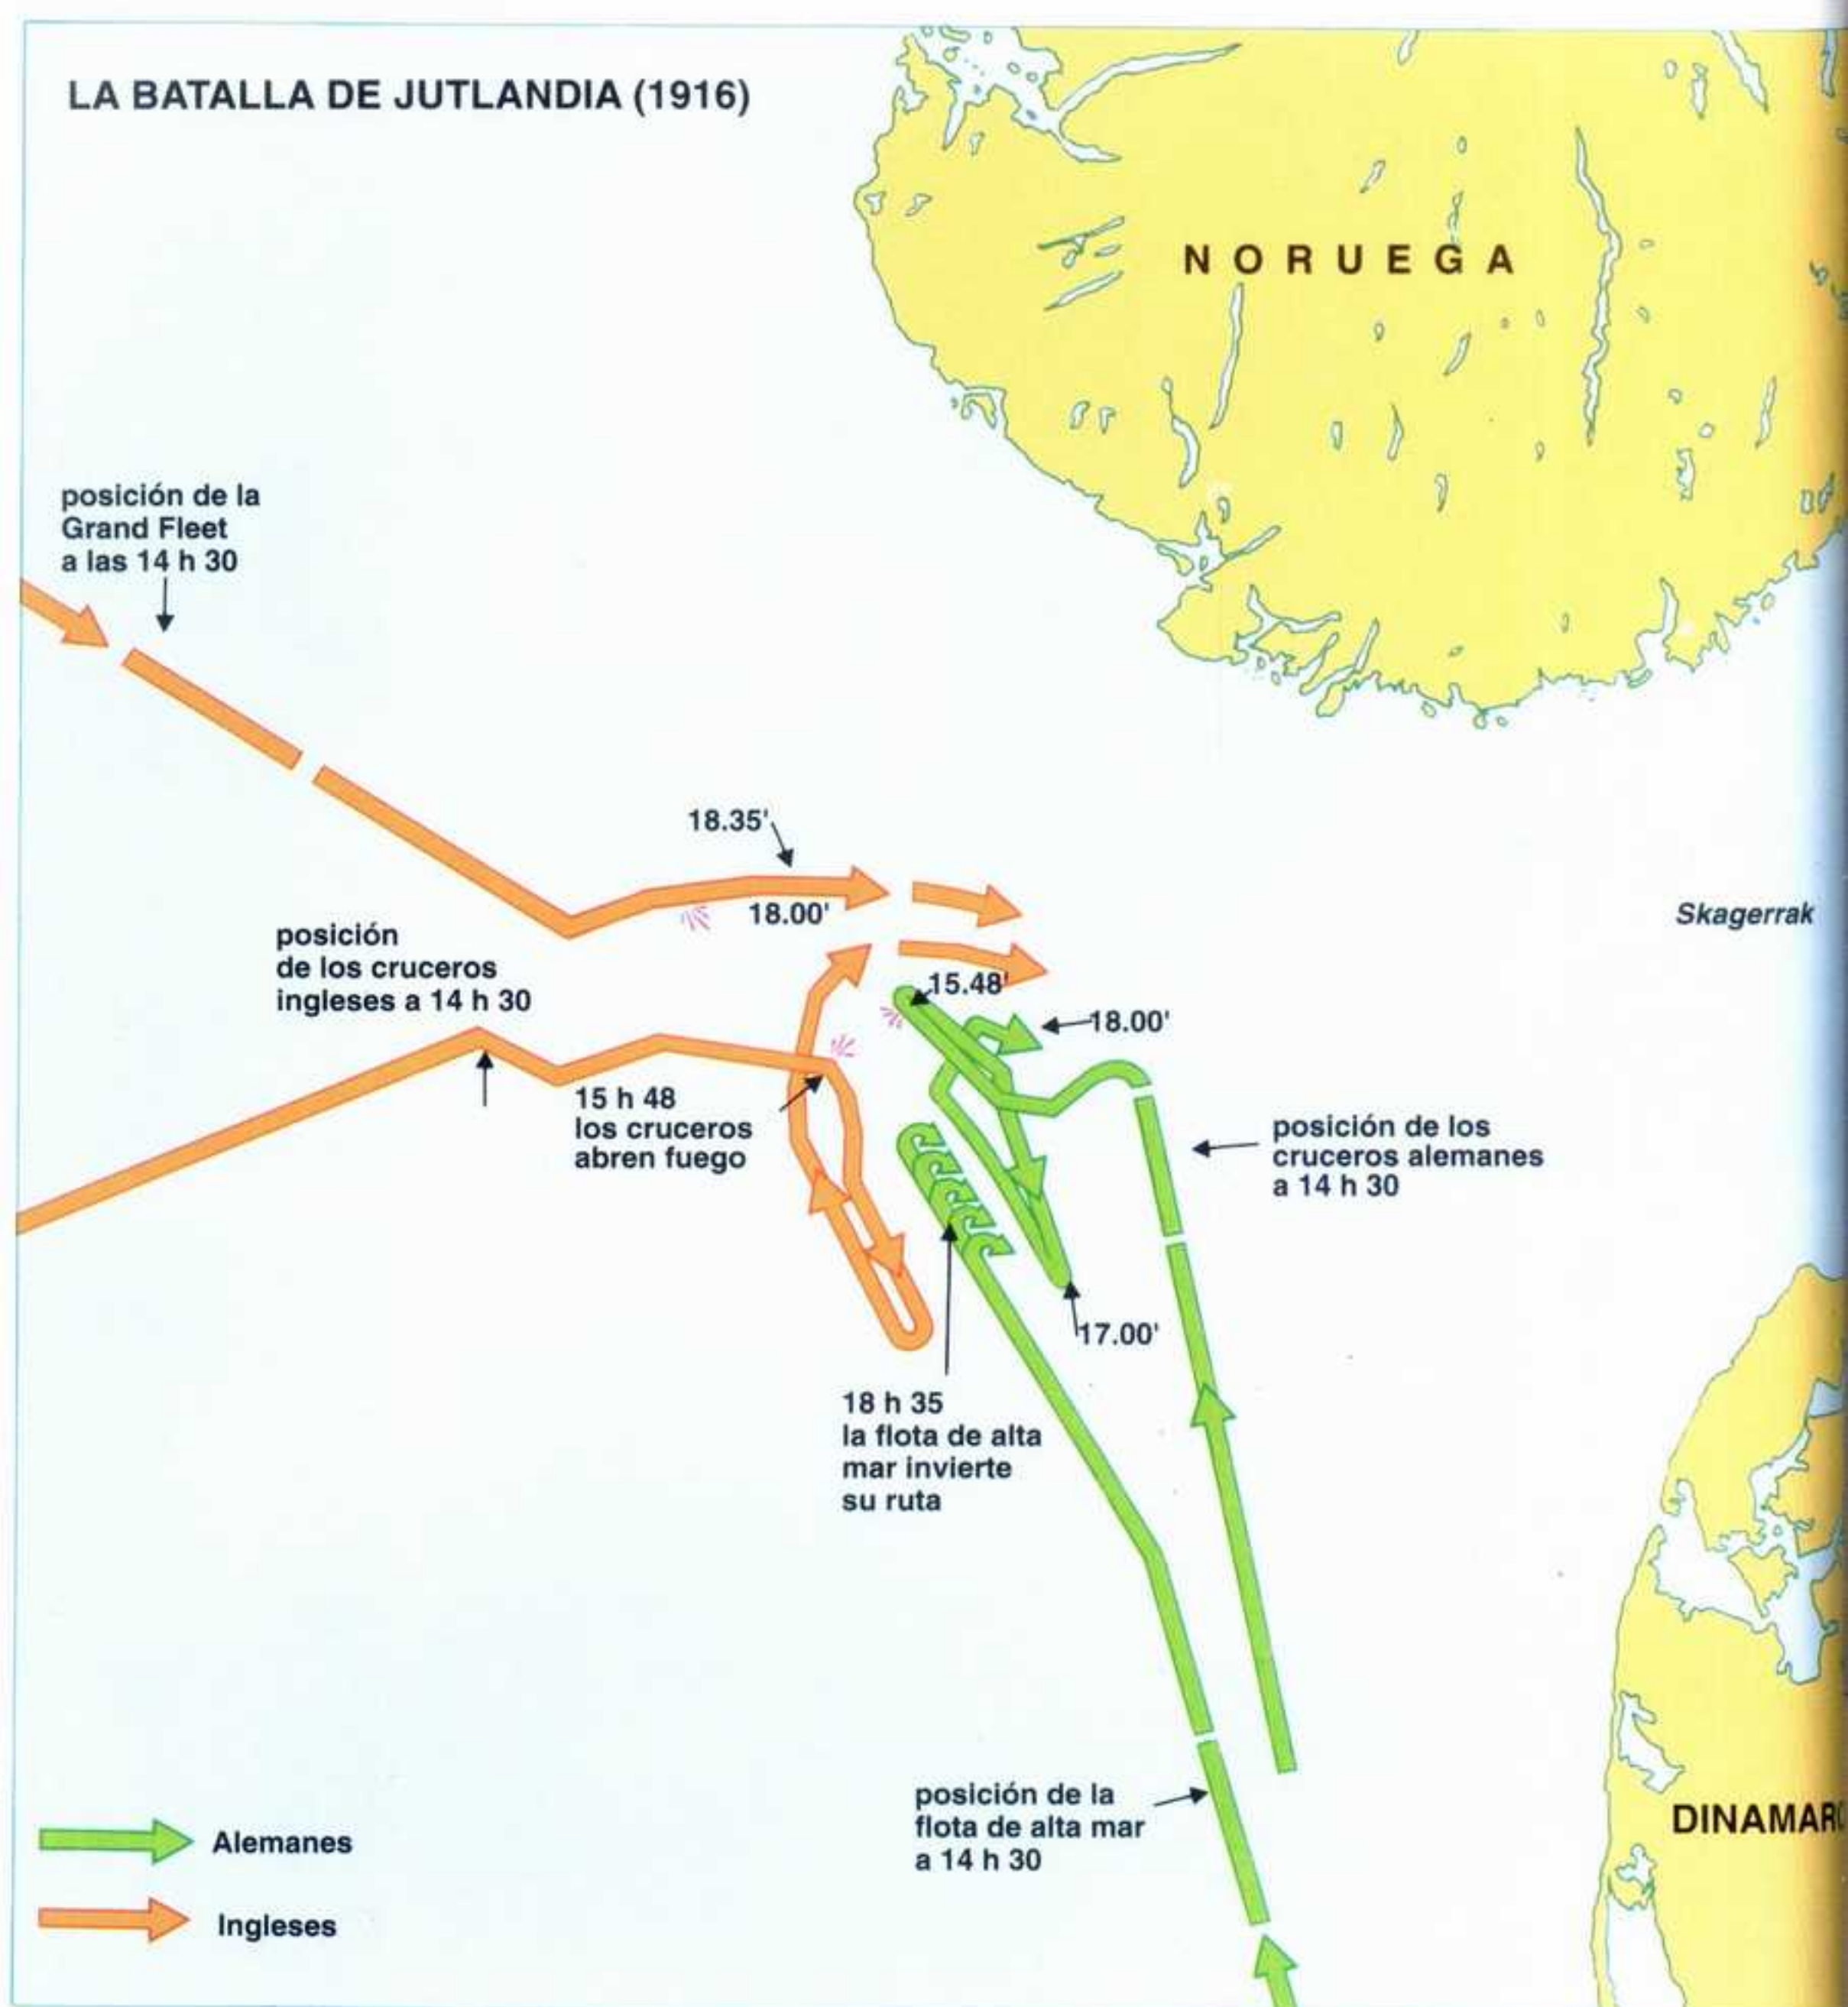 LA BATALLA DE JUTLANDIA (1916)
NORUEGA
posición de la
Grand Fleet
a las 14 h 30
18.35'
18.00'
Skagerrak
posición
de los cruceros
ingleses a 14 h 30
15.48'
18.00'
15 h 48
los cruceros
abren fuego
posición de los
cruceros alemanes
a 14 h 30
17.00'
18 h 35
la flota de alta
mar invierte
su ruta
posición de la
flota de alta mar
a 14 h 30
DINAMARC
Alemanes
Ingleses